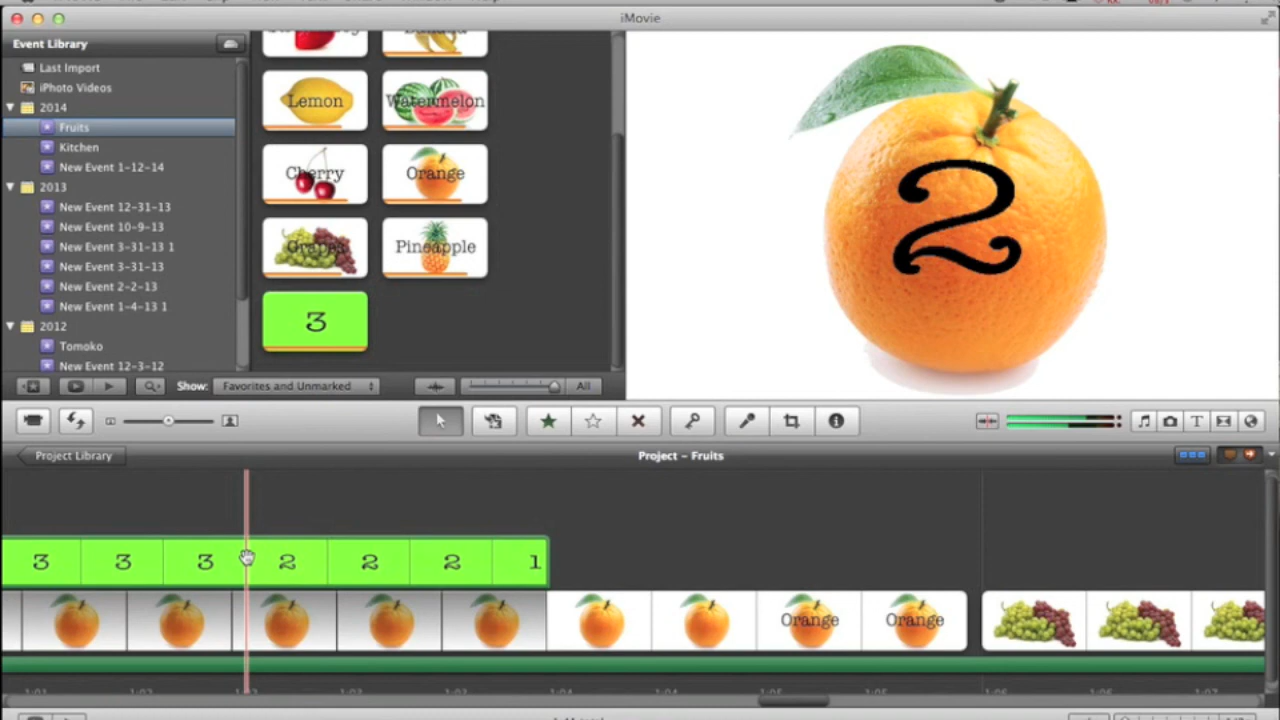 iMovie
Event Library
Last Import
iPhoto Videos
2014
Fruits
Kitchen
New Event 1-12-14
2013
New Event 12-31-13
New Event 10-9-13
New Event 3-31-13 1
New Event 3-31-13
New Event 2-2-13
New Event 1-4-13 1
2012
Tomoko
New Event 12-3-12
Lemon
Watermelon
Cherry
Orange
Grapes
Pineapple
3
2
Show: Favorites and Unmarked
All
Project Library
Project - Fruits
3 3 3 2 2 2 1
Orange Orange